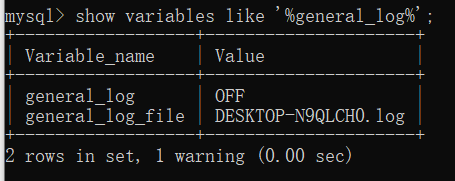 mysql> show variables like '%general_log%';
+------------------+---------------------+
| Variable_name    | Value               |
+------------------+---------------------+
| general_log      | OFF                 |
| general_log_file | DESKTOP-N9QLCH0.log |
+------------------+---------------------+
2 rows in set, 1 warning (0.00 sec)